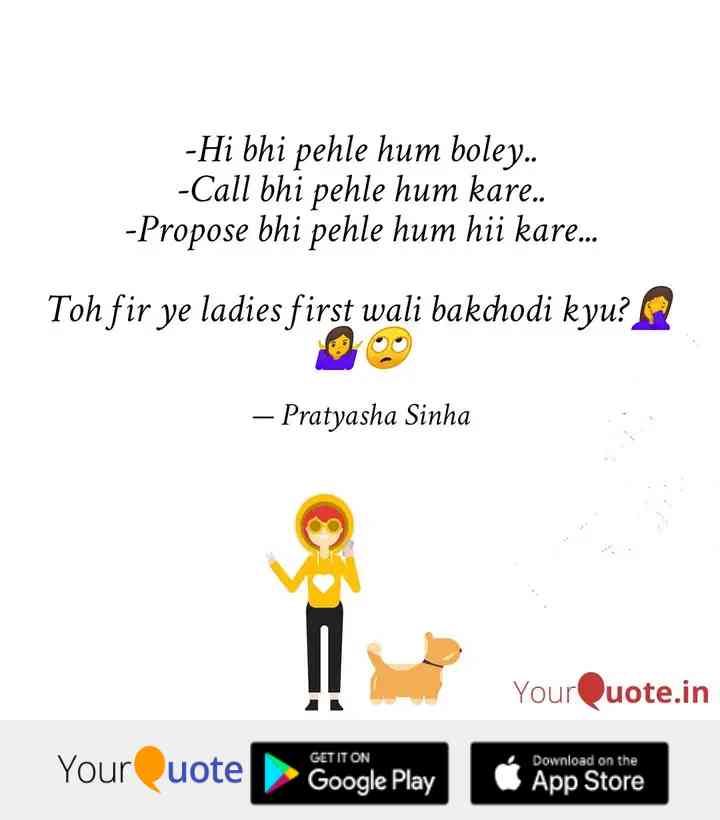 -Hi bhi pehle hum boley..
-Call bhi pehle hum kare..
-Propose bhi pehle hum hii kare...
Toh fir ye ladies first wali bakchodi kyu?🤦‍♀️
🤷‍♀️🙄
— Pratyasha Sinha
YourQuote.in
YourQuote
GET IT ON
Google Play
Download on the
App Store